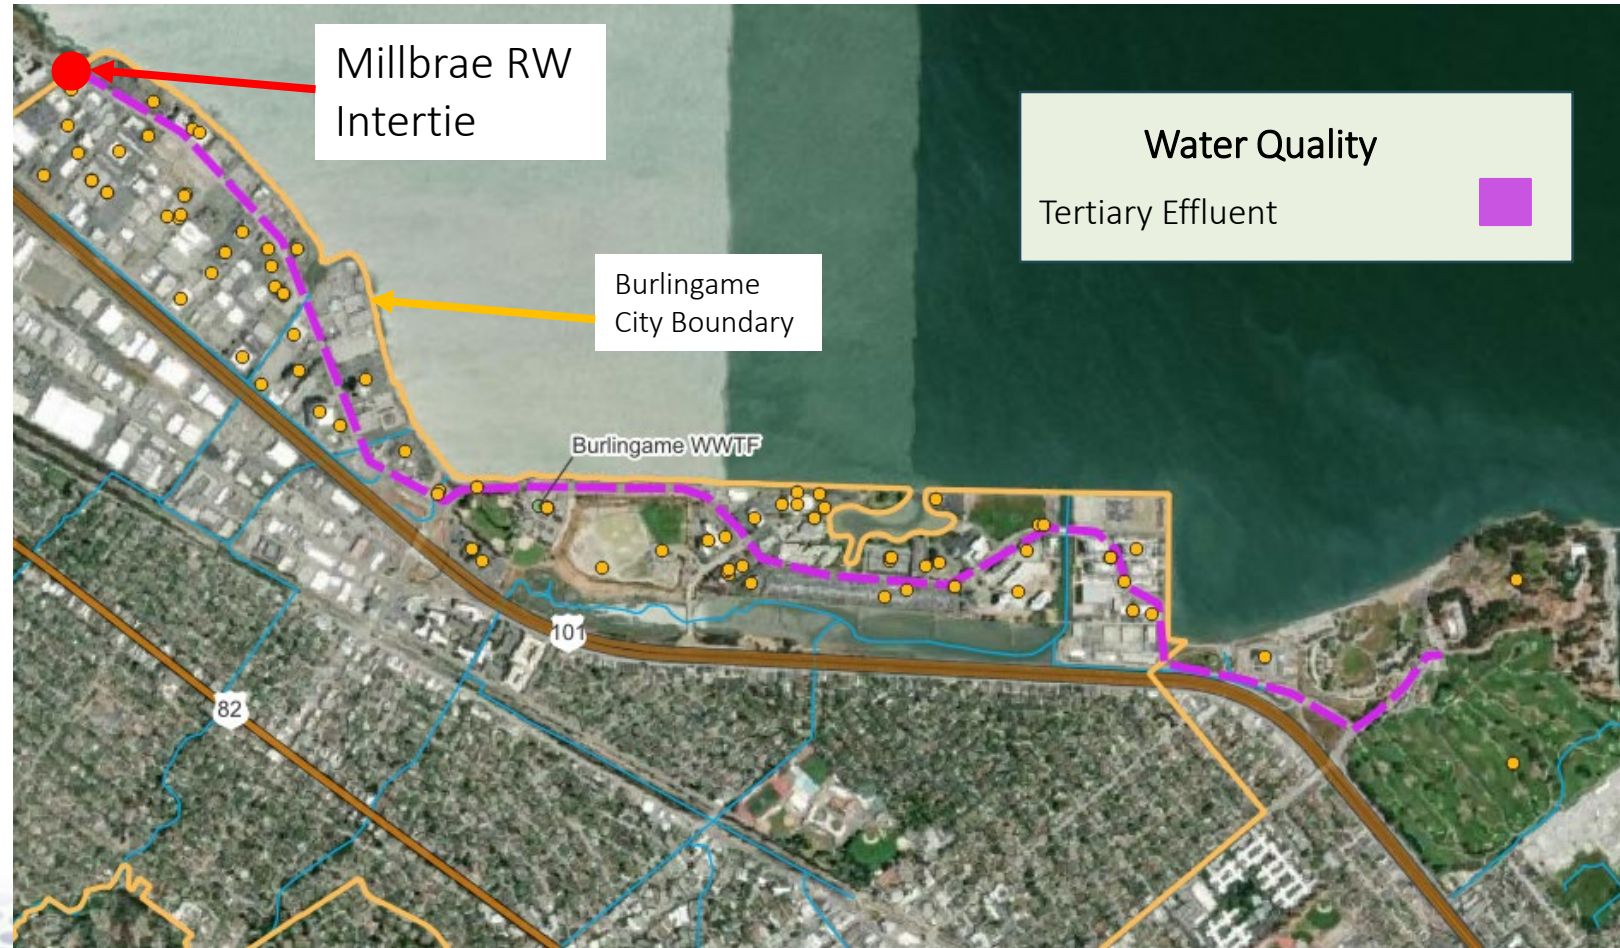 Millbrae RW
Intertie
Water Quality
Tertiary Effluent
Burlingame
City Boundary
Burlingame WWTF
101
82